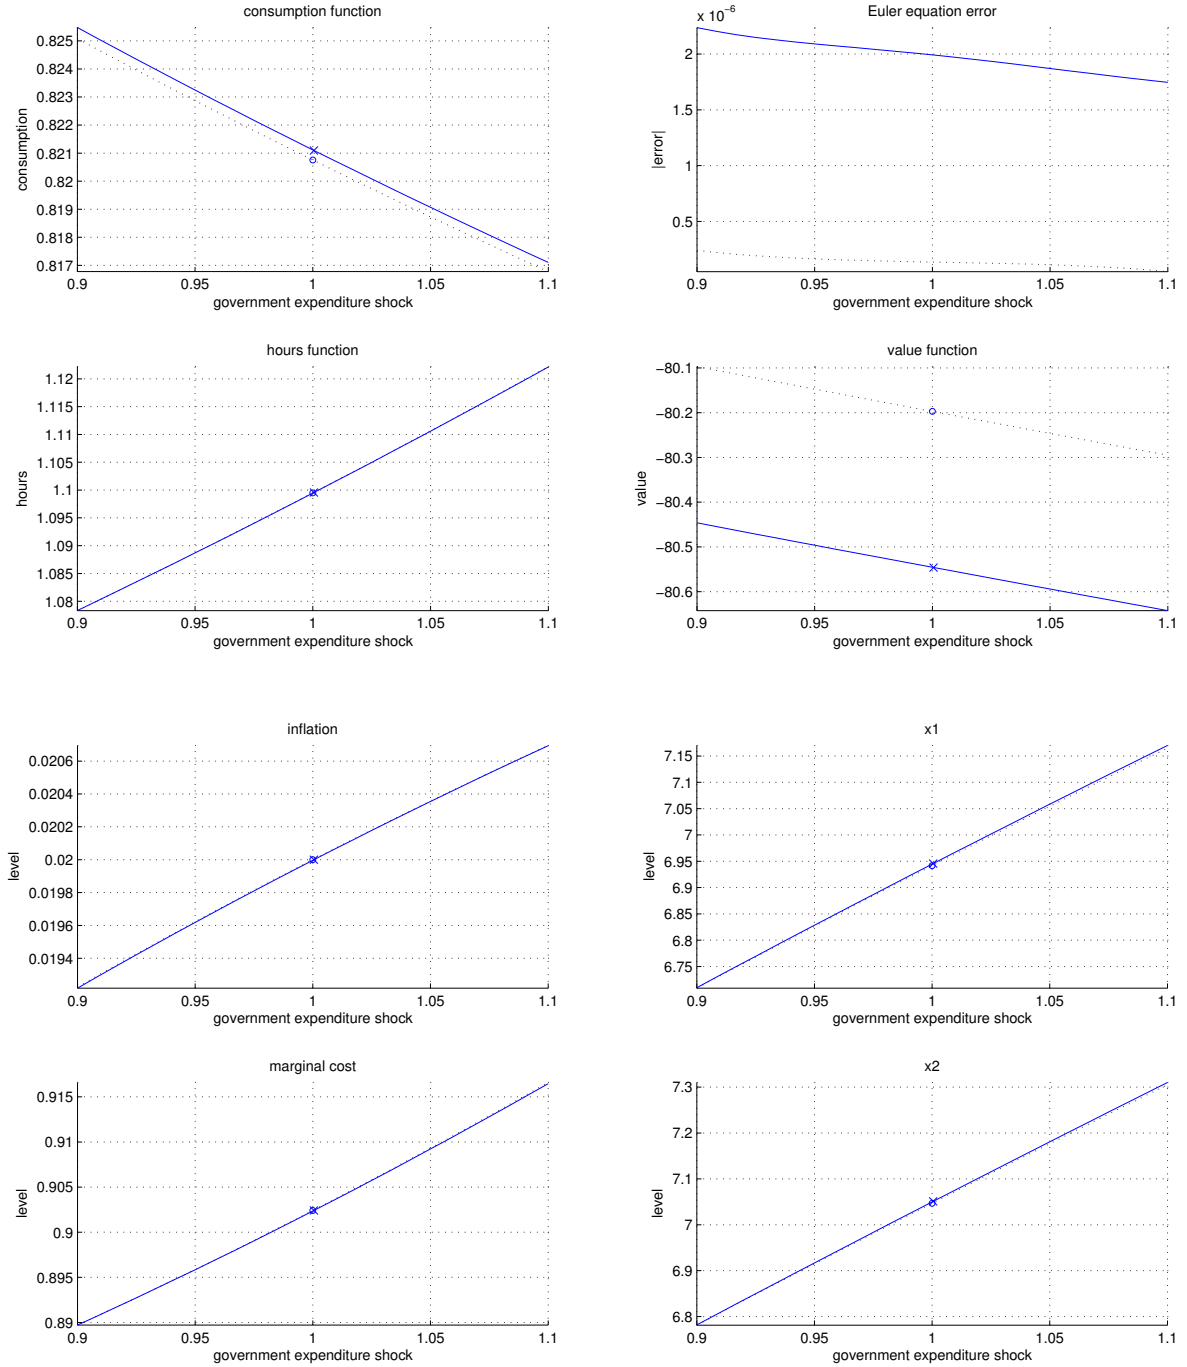 consumption function
0.825
0.824
0.823
0.822
0.821
0.82
0.819
0.818
0.817
consumption
0.9 0.95 1 1.05 1.1
government expenditure shock
Euler equation error
x 10⁻⁶
2
1.5
1
0.5
|error|
0.9 0.95 1 1.05 1.1
government expenditure shock
hours function
1.12
1.115
1.11
1.105
1.1
1.095
1.09
1.085
1.08
hours
0.9 0.95 1 1.05 1.1
government expenditure shock
value function
−80.1
−80.2
−80.3
−80.4
−80.5
−80.6
value
0.9 0.95 1 1.05 1.1
government expenditure shock
inflation
0.0206
0.0204
0.0202
0.02
0.0198
0.0196
0.0194
level
0.9 0.95 1 1.05 1.1
government expenditure shock
x1
7.15
7.1
7.05
7
6.95
6.9
6.85
6.8
6.75
level
0.9 0.95 1 1.05 1.1
government expenditure shock
marginal cost
0.915
0.91
0.905
0.9
0.895
0.89
level
0.9 0.95 1 1.05 1.1
government expenditure shock
x2
7.3
7.2
7.1
7
6.9
6.8
level
0.9 0.95 1 1.05 1.1
government expenditure shock